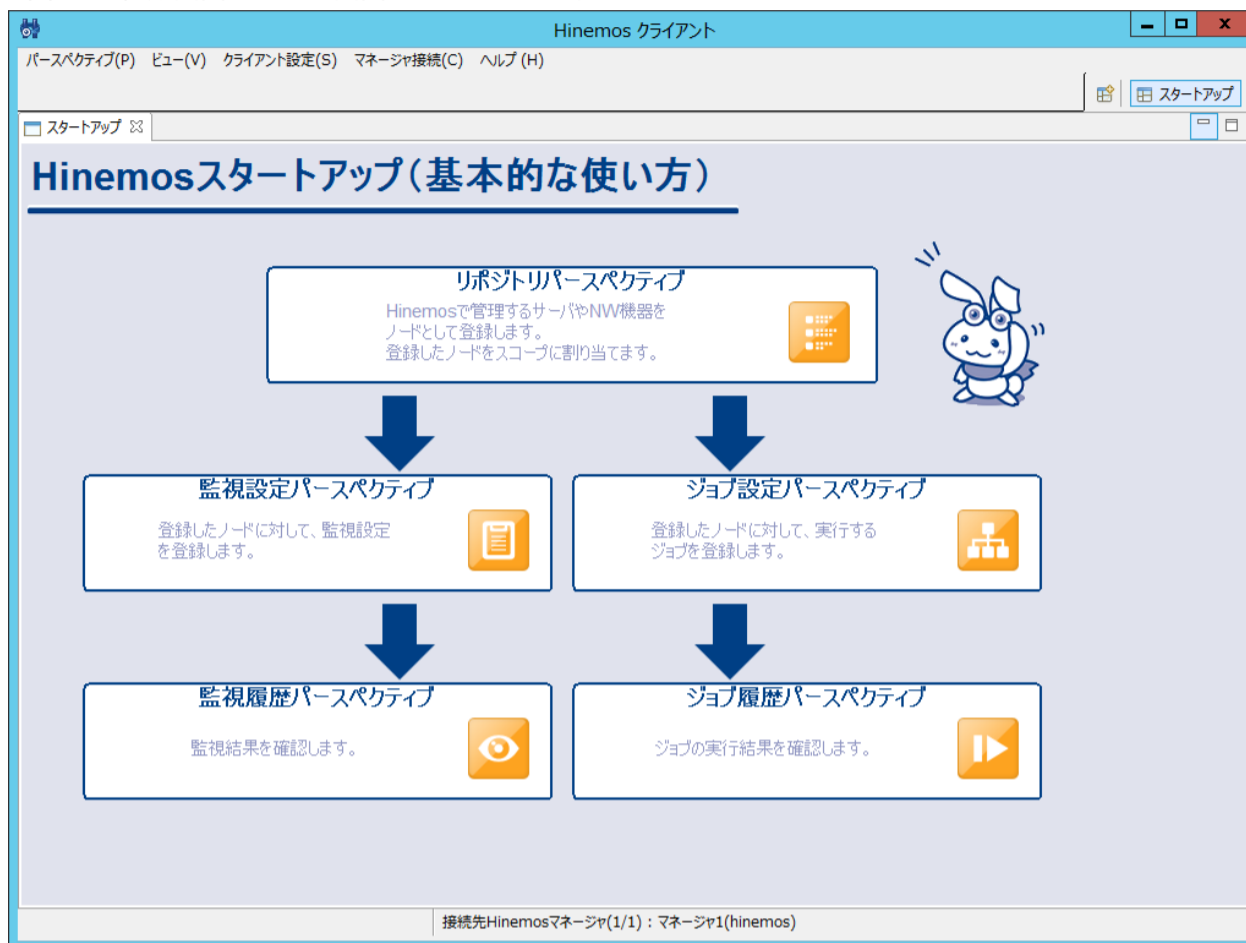 Hinemos クライアント
パースペクティブ(P) ビュー(V) クライアント設定(S) マネージャ接続(C) ヘルプ (H)
スタートアップ
スタートアップ
Hinemosスタートアップ(基本的な使い方)
リポジトリパースペクティブ
Hinemosで管理するサーバやNW機器を
ノードとして登録します。
登録したノードをスコープに割り当てます。
監視設定パースペクティブ
登録したノードに対して、監視設定
を登録します。
ジョブ設定パースペクティブ
登録したノードに対して、実行する
ジョブを登録します。
監視履歴パースペクティブ
監視結果を確認します。
ジョブ履歴パースペクティブ
ジョブの実行結果を確認します。
接続先Hinemosマネージャ(1/1) : マネージャ1(hinemos)